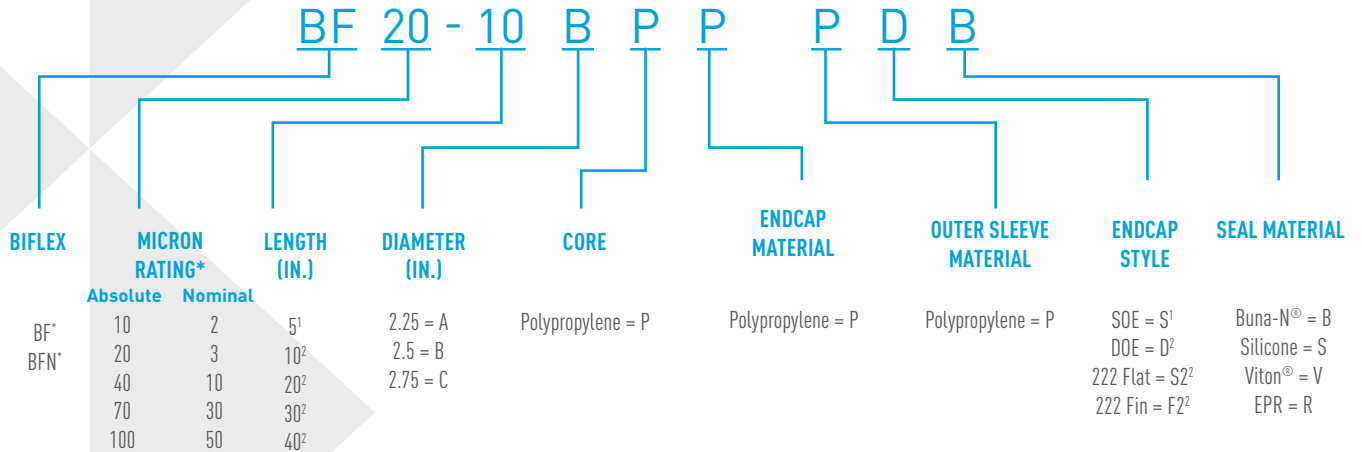 BF 20 - 10 B P P P D B
BIFLEX
BF*
BFN*
MICRON
RATING*
Absolute Nominal
10 2
20 3
40 10
70 30
100 50
LENGTH
(IN.)
5¹
10²
20²
30²
40²
DIAMETER
(IN.)
2.25 = A
2.5 = B
2.75 = C
CORE
Polypropylene = P
ENDCAP
MATERIAL
Polypropylene = P
OUTER SLEEVE
MATERIAL
Polypropylene = P
ENDCAP
STYLE
SOE = S¹
DOE = D²
222 Flat = S2²
222 Fin = F2²
SEAL MATERIAL
Buna-N® = B
Silicone = S
Viton® = V
EPR = R